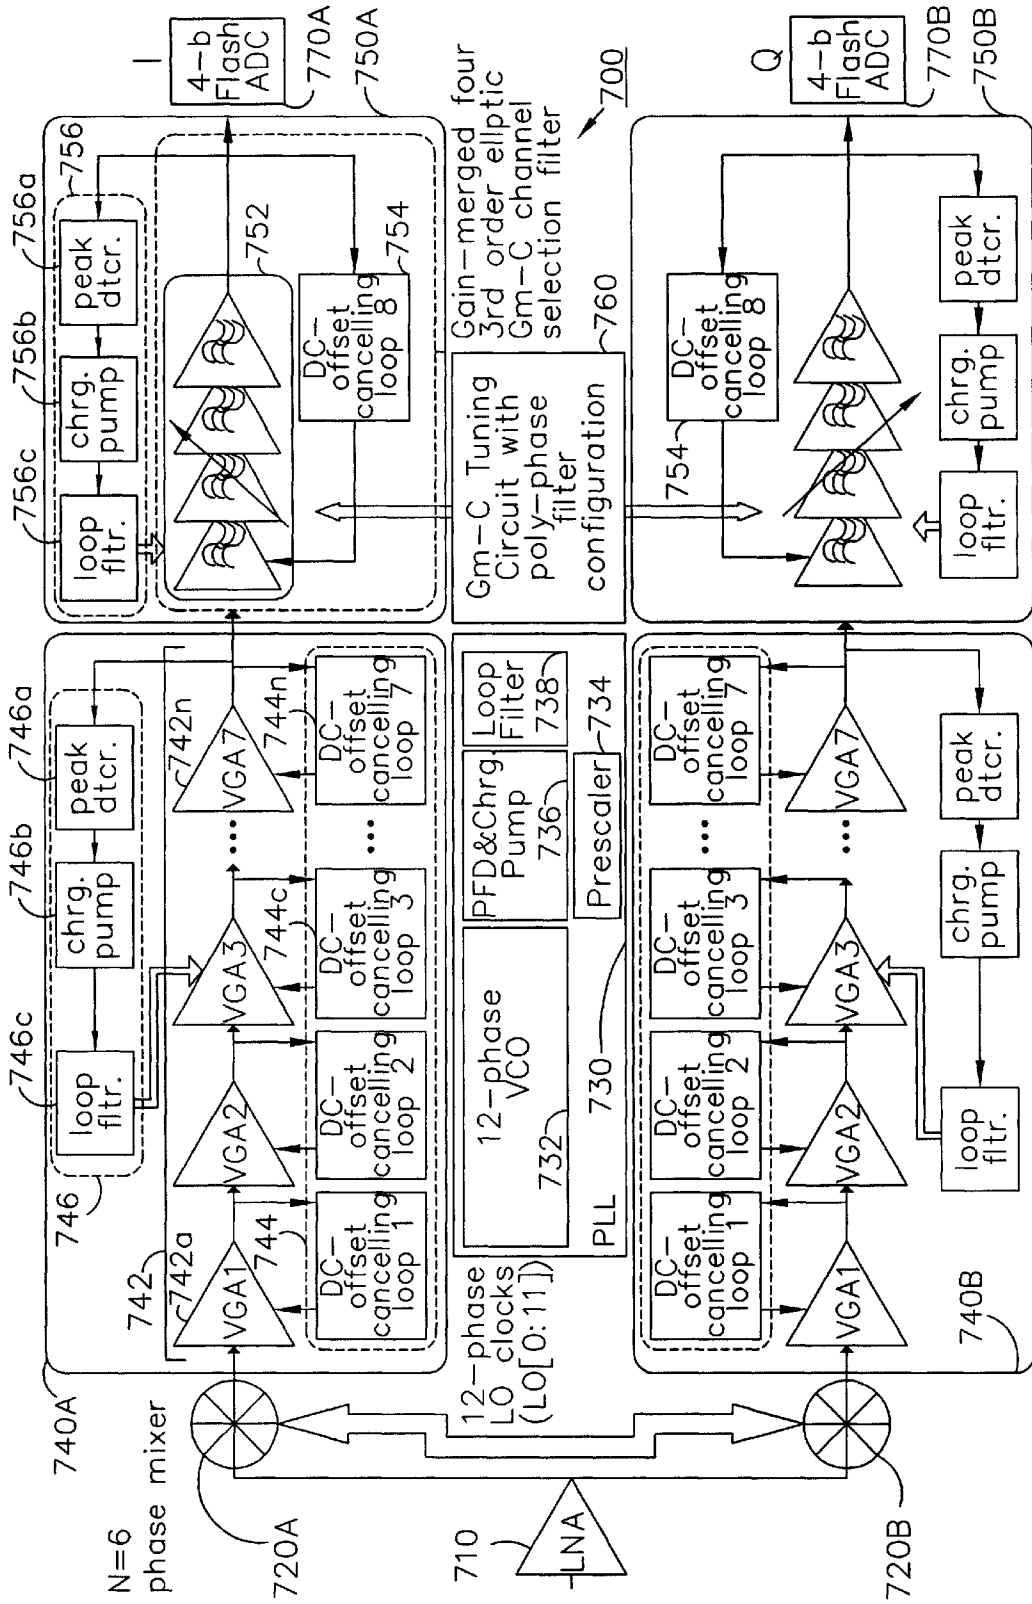 N=6
phase mixer
740A
720A
742
742a
VGA1
VGA2
VGA3
VGA7
742n
746
746c
746b
746a
loop
fltr.
chrg.
pump
peak
dtcr.
744
DC-
offset
cancelling
loop 1
DC-
offset
cancelling
loop 2
744c
DC-
offset
cancelling
loop 3
744n
DC-
offset
cancelling
loop 7
756c
756b
756a
756
loop
fltr.
chrg.
pump
peak
dtcr.
752
754
DC-
offset
cancelling
loop 8
I
4-b
Flash
ADC
770A
750A
Gain-merged four
3rd order ellptic
Gm-C channel
selection filter
700
710
LNA
12-phase
LO clocks
(LO[0:11])
12-phase
VCO
732
PFD&Chrg.
Pump
736
Loop
Filter
738
Prescaler
734
PLL
730
Gm-C Tuning
Circuit with
poly-phase
filter
configuration
760
720B
740B
DC-
offset
cancelling
loop 1
DC-
offset
cancelling
loop 2
DC-
offset
cancelling
loop 3
DC-
offset
cancelling
loop 7
VGA1
VGA2
VGA3
VGA7
loop
fltr.
chrg.
pump
peak
dtcr.
754
DC-
offset
cancelling
loop 8
loop
fltr.
chrg.
pump
peak
dtcr.
Q
4-b
Flash
ADC
770B
750B